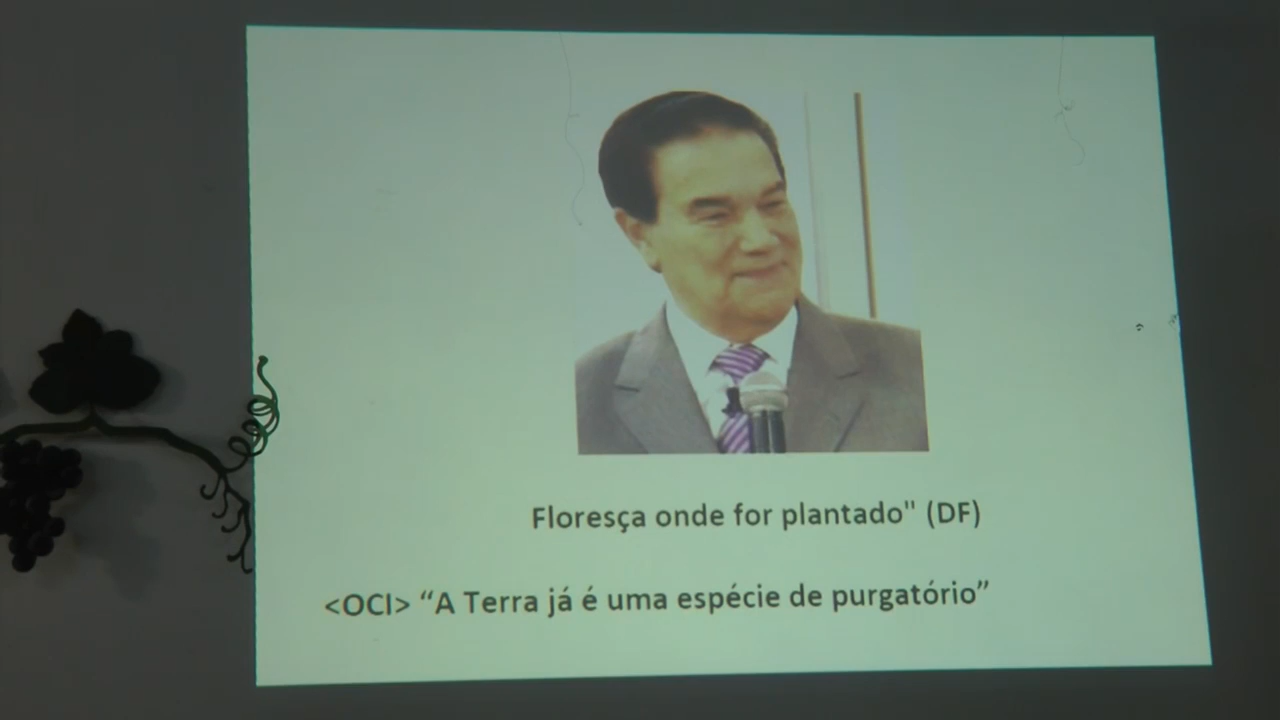 Floresça onde for plantado" (DF)
<OCI> “A Terra já é uma espécie de purgatório”